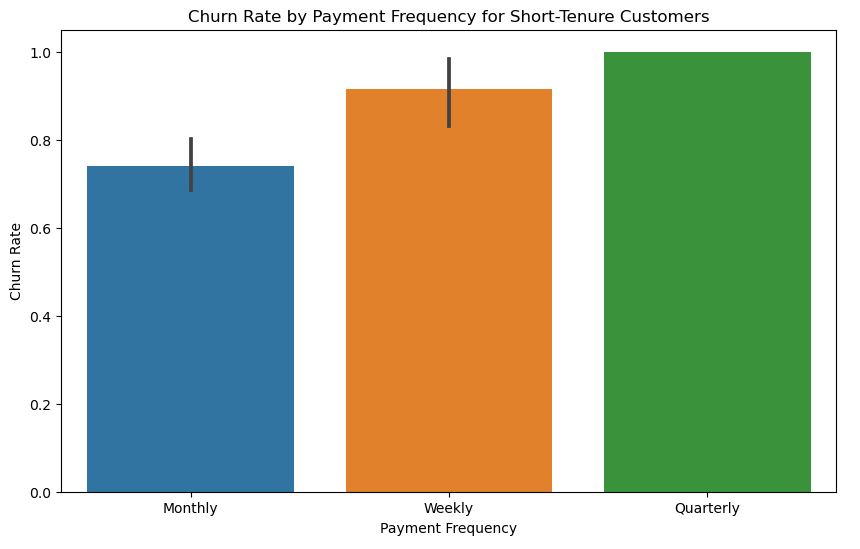 Churn Rate by Payment Frequency for Short-Tenure Customers
1.0
0.8
0.6
0.4
0.2
0.0
Churn Rate
Monthly
Weekly
Quarterly
Payment Frequency